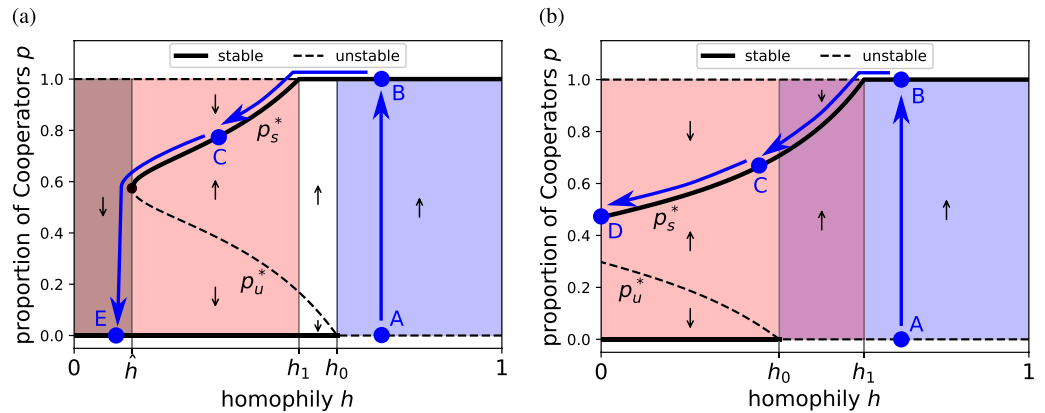 (a)
stable unstable
proportion of Cooperators p
1.0
0.8
0.6
0.4
0.2
0.0
B
p_s^*
C
p_u^*
E
A
0 ĥ h_1 h_0 1
homophily h
(b)
stable unstable
proportion of Cooperators p
1.0
0.8
0.6
0.4
0.2
0.0
B
C
D
p_s^*
p_u^*
A
0 h_0 h_1 1
homophily h